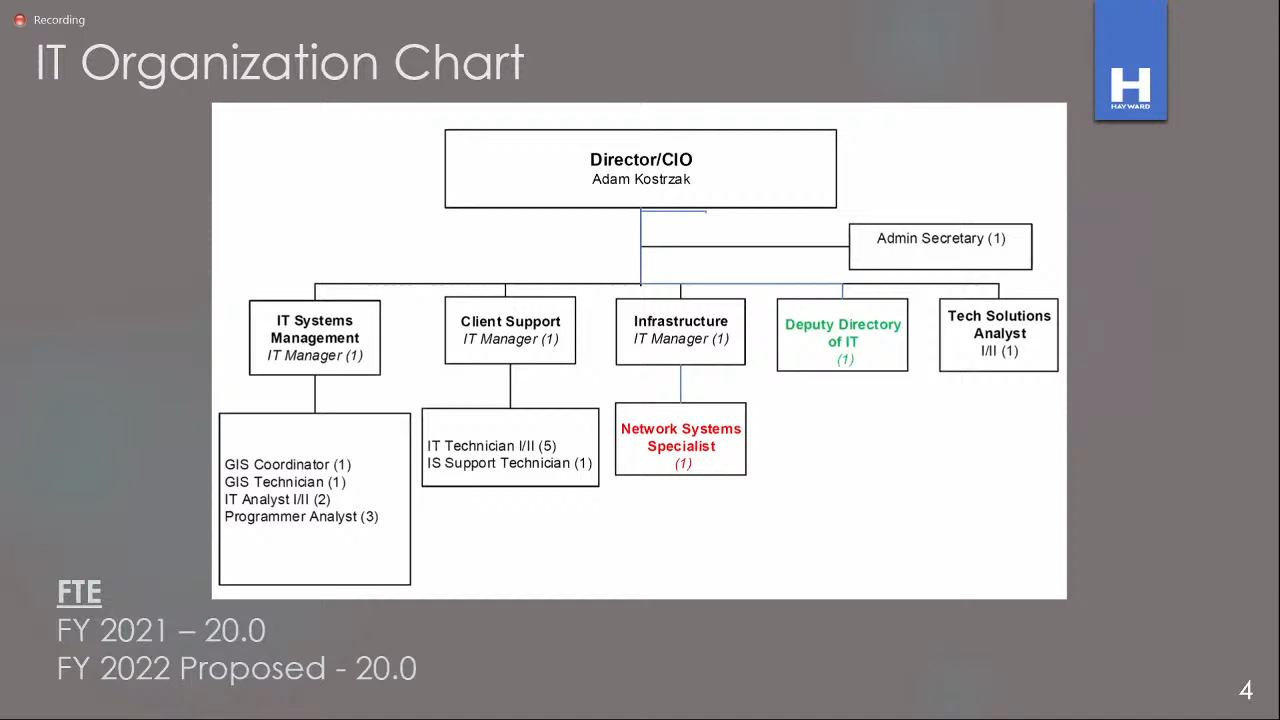 Recording
IT Organization Chart
H
HAYWARD
Director/CIO
Adam Kostrzak
Admin Secretary (1)
IT Systems
Management
IT Manager (1)
Client Support
IT Manager (1)
Infrastructure
IT Manager (1)
Deputy Directory
of IT
(1)
Tech Solutions
Analyst
I/II (1)
GIS Coordinator (1)
GIS Technician (1)
IT Analyst I/II (2)
Programmer Analyst (3)
IT Technician I/II (5)
IS Support Technician (1)
Network Systems
Specialist
(1)
FTE
FY 2021 – 20.0
FY 2022 Proposed - 20.0
4